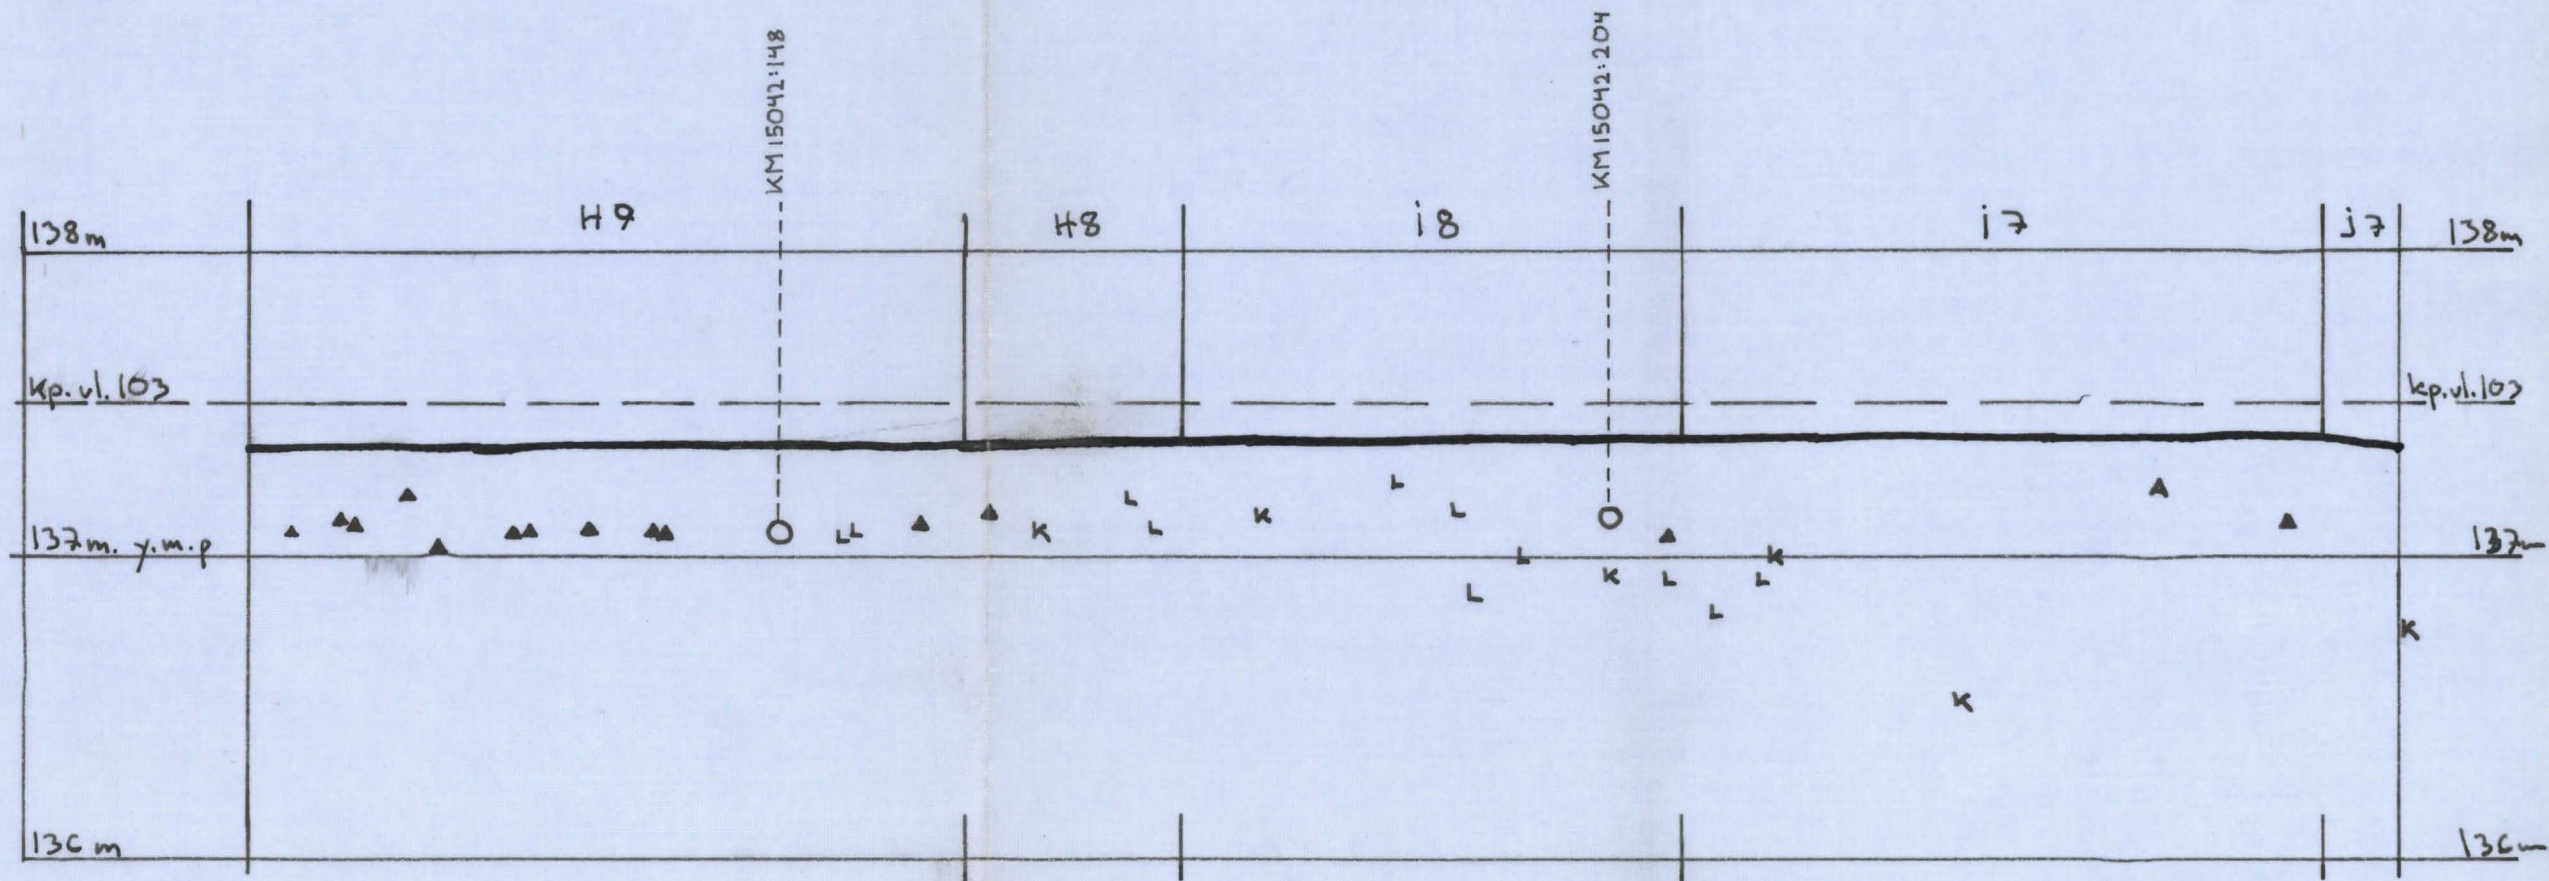 KM 15042:148
KM 15042:204
H9 H8 i8 i7 j7
138m 138m
Kp.vl.103 Kp.vl.103
L L
L L K L
K K
137m. y.m.p L 137m
L L K
K L L
L
K
K
136m 136m